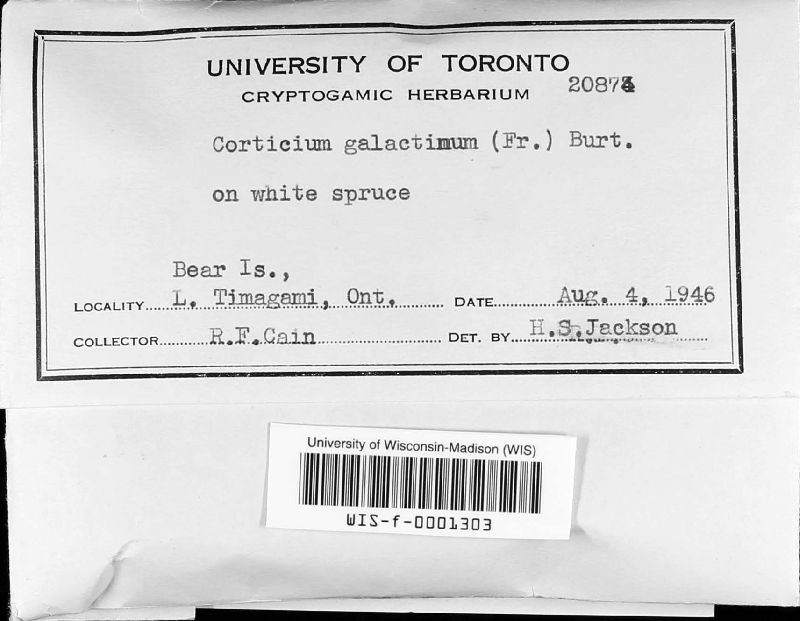 UNIVERSITY OF TORONTO
CRYPTOGAMIC HERBARIUM
Corticium galactinum (Fr.) Burt.
on white spruce
Bear Is.,
LOCALITY L. Timagami, Ont. DATE Aug. 4, 1946
COLLECTOR R.F.Cain DET. BY H.S.Jackson
University of Wisconsin-Madison (WIS)
WIS-f-0001303